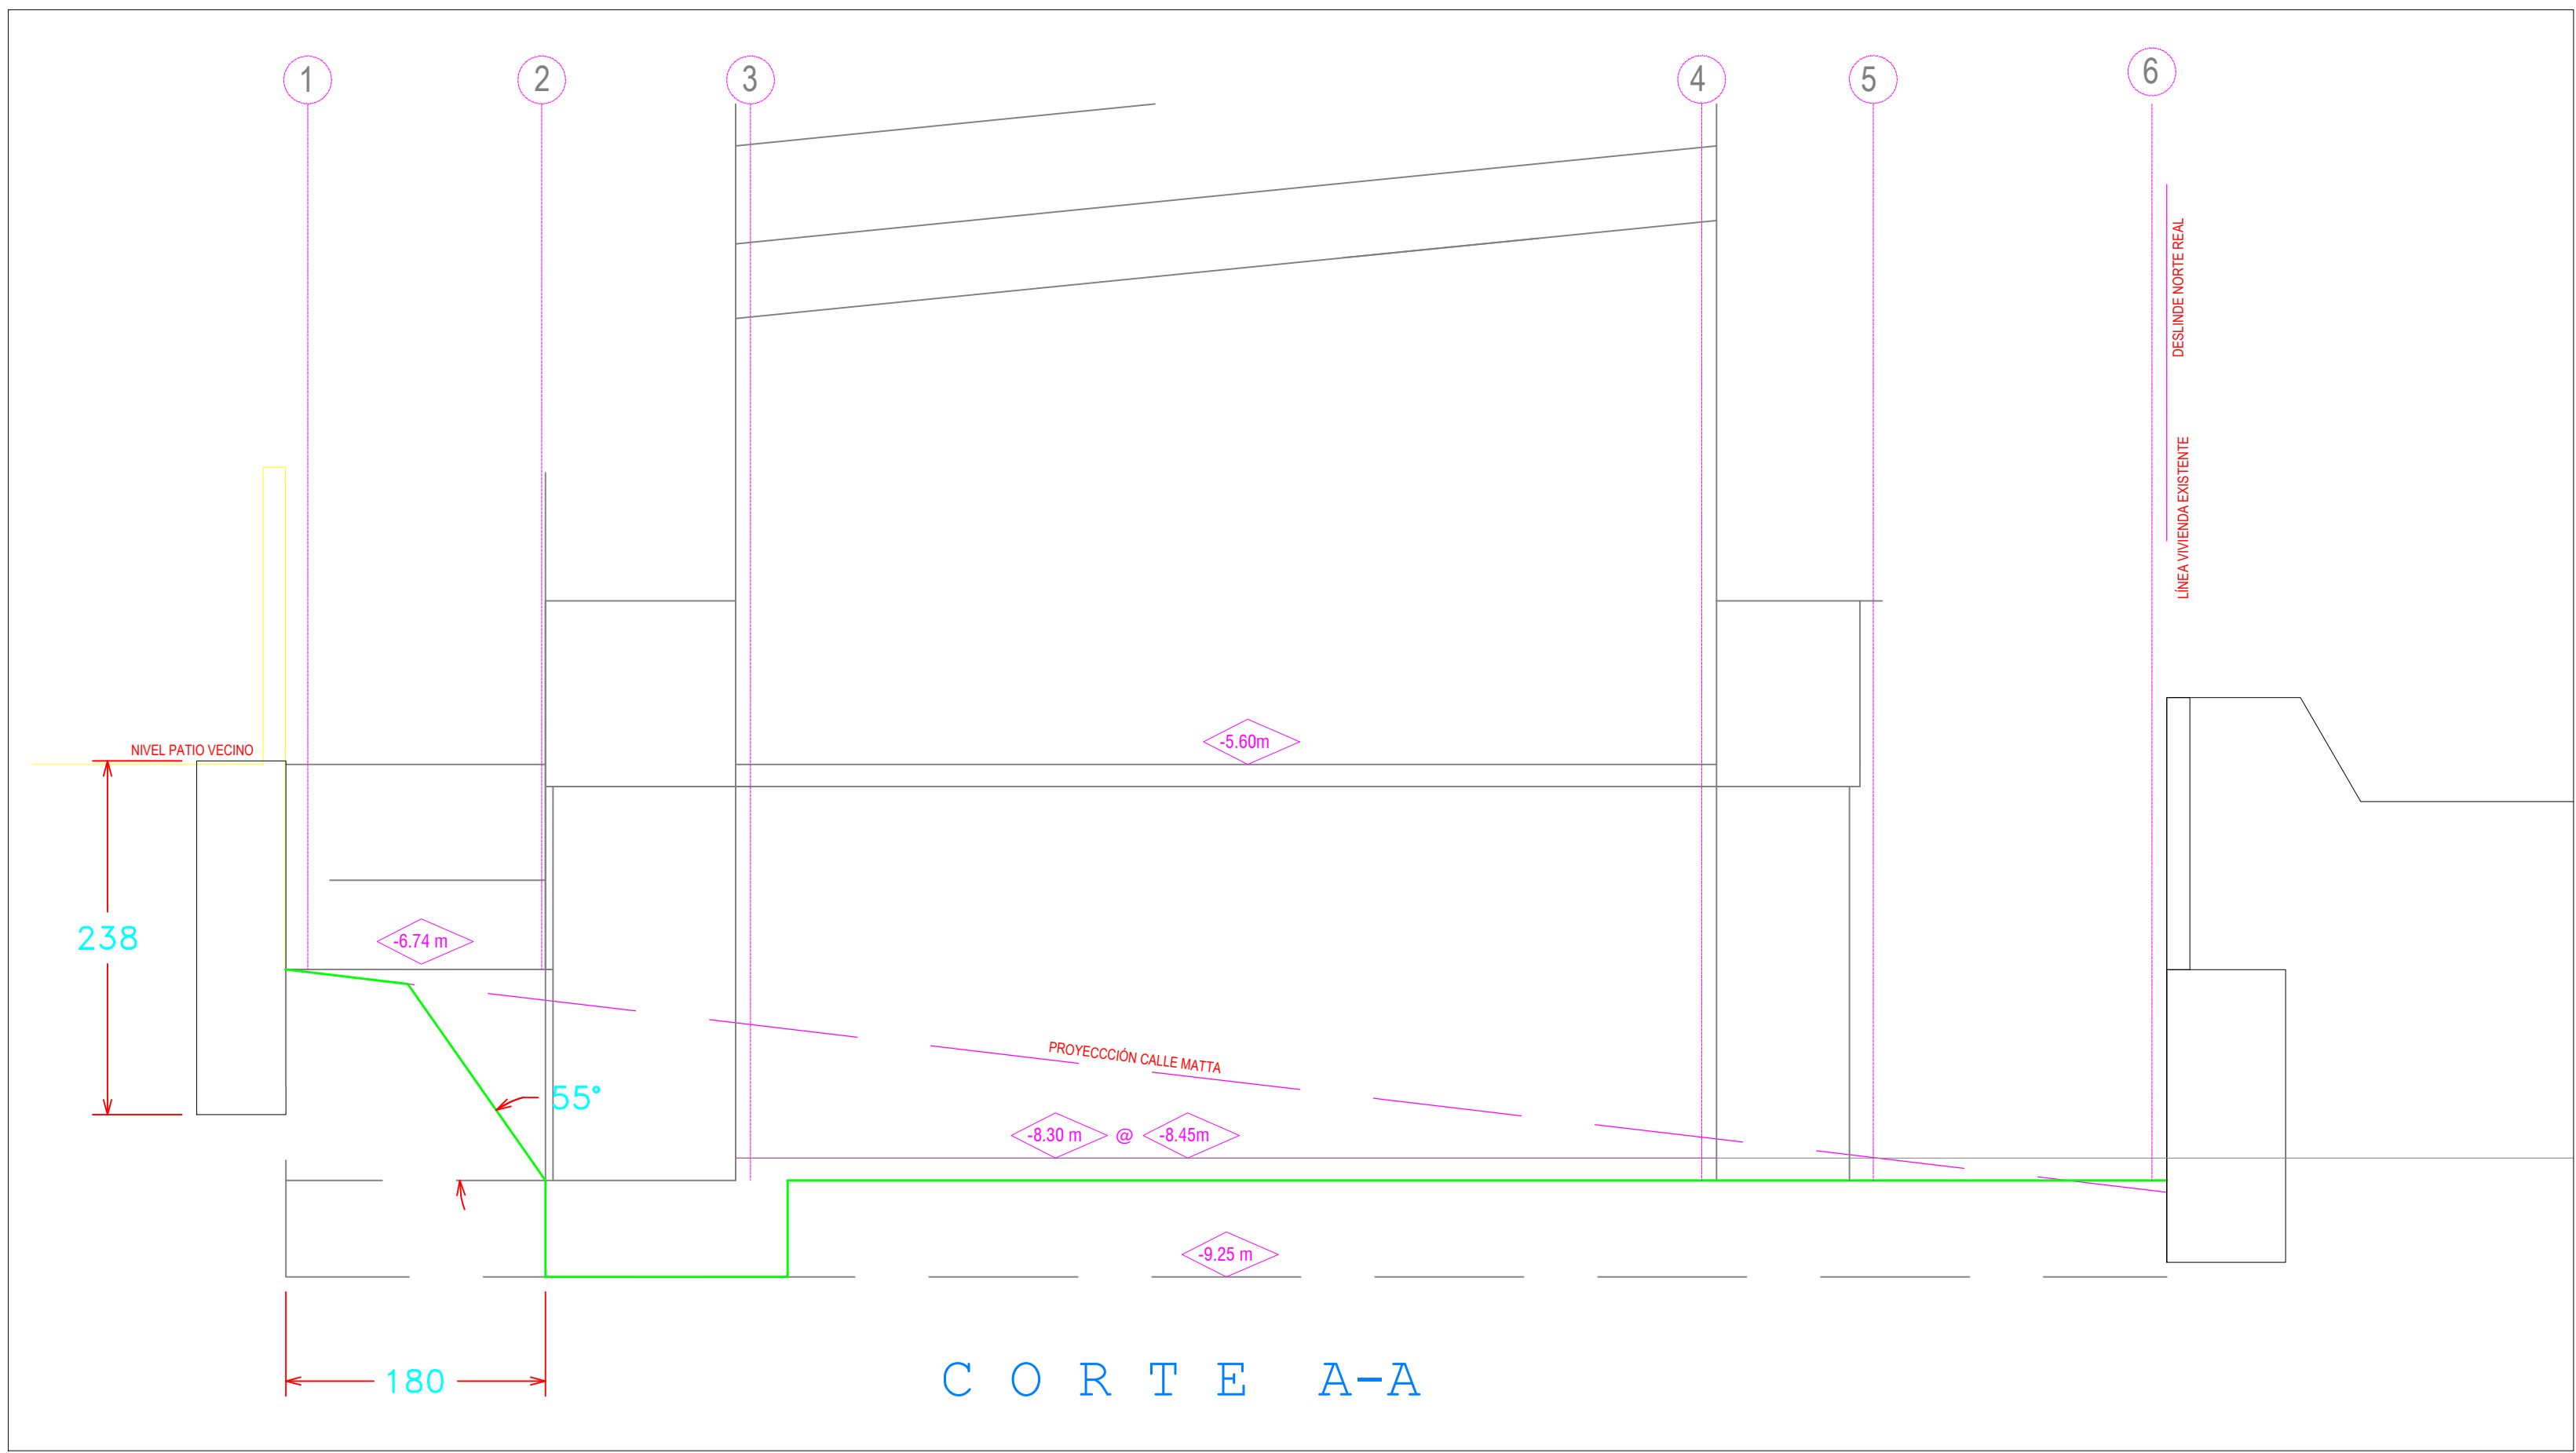 1
2
3
4
5
6
DESLINDE NORTE REAL
LÍNEA VIVIENDA EXISTENTE
NIVEL PATIO VECINO
-5.60m
238
-6.74 m
PROYECCCIÓN CALLE MATTA
55°
-8.30 m @ -8.45m
-9.25 m
180
CORTE A-A